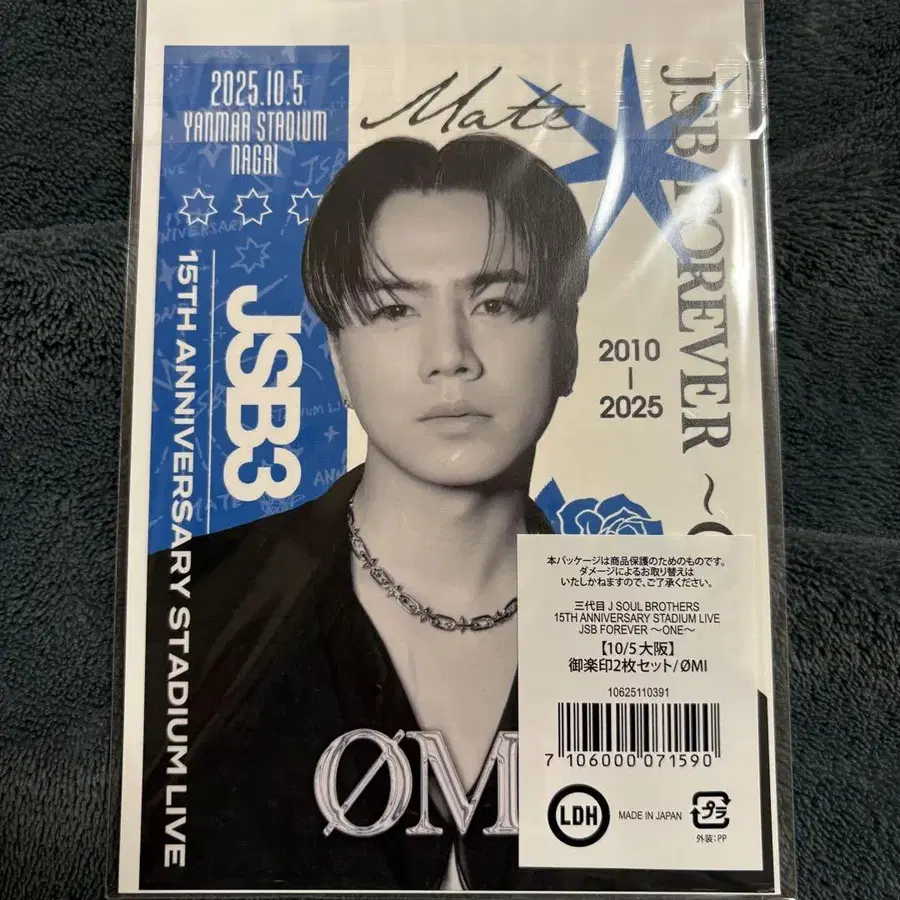 2025.10.5
YANMAR STADIUM
NAGAI
Mate
JSB FOREVER ～
JSB3
15TH ANNIVERSARY STADIUM LIVE
2010
2025
ØM
本パッケージは商品保護のためのものです。
ダメージによるお取り替えは
いたしかねますので、ご了承ください。
三代目 J SOUL BROTHERS
15TH ANNIVERSARY STADIUM LIVE
JSB FOREVER ～ONE～
【10/5 大阪】
御楽印2枚セット/ØMI
10625110391
7 106000 071590
LDH
MADE IN JAPAN
プラ
外装:PP